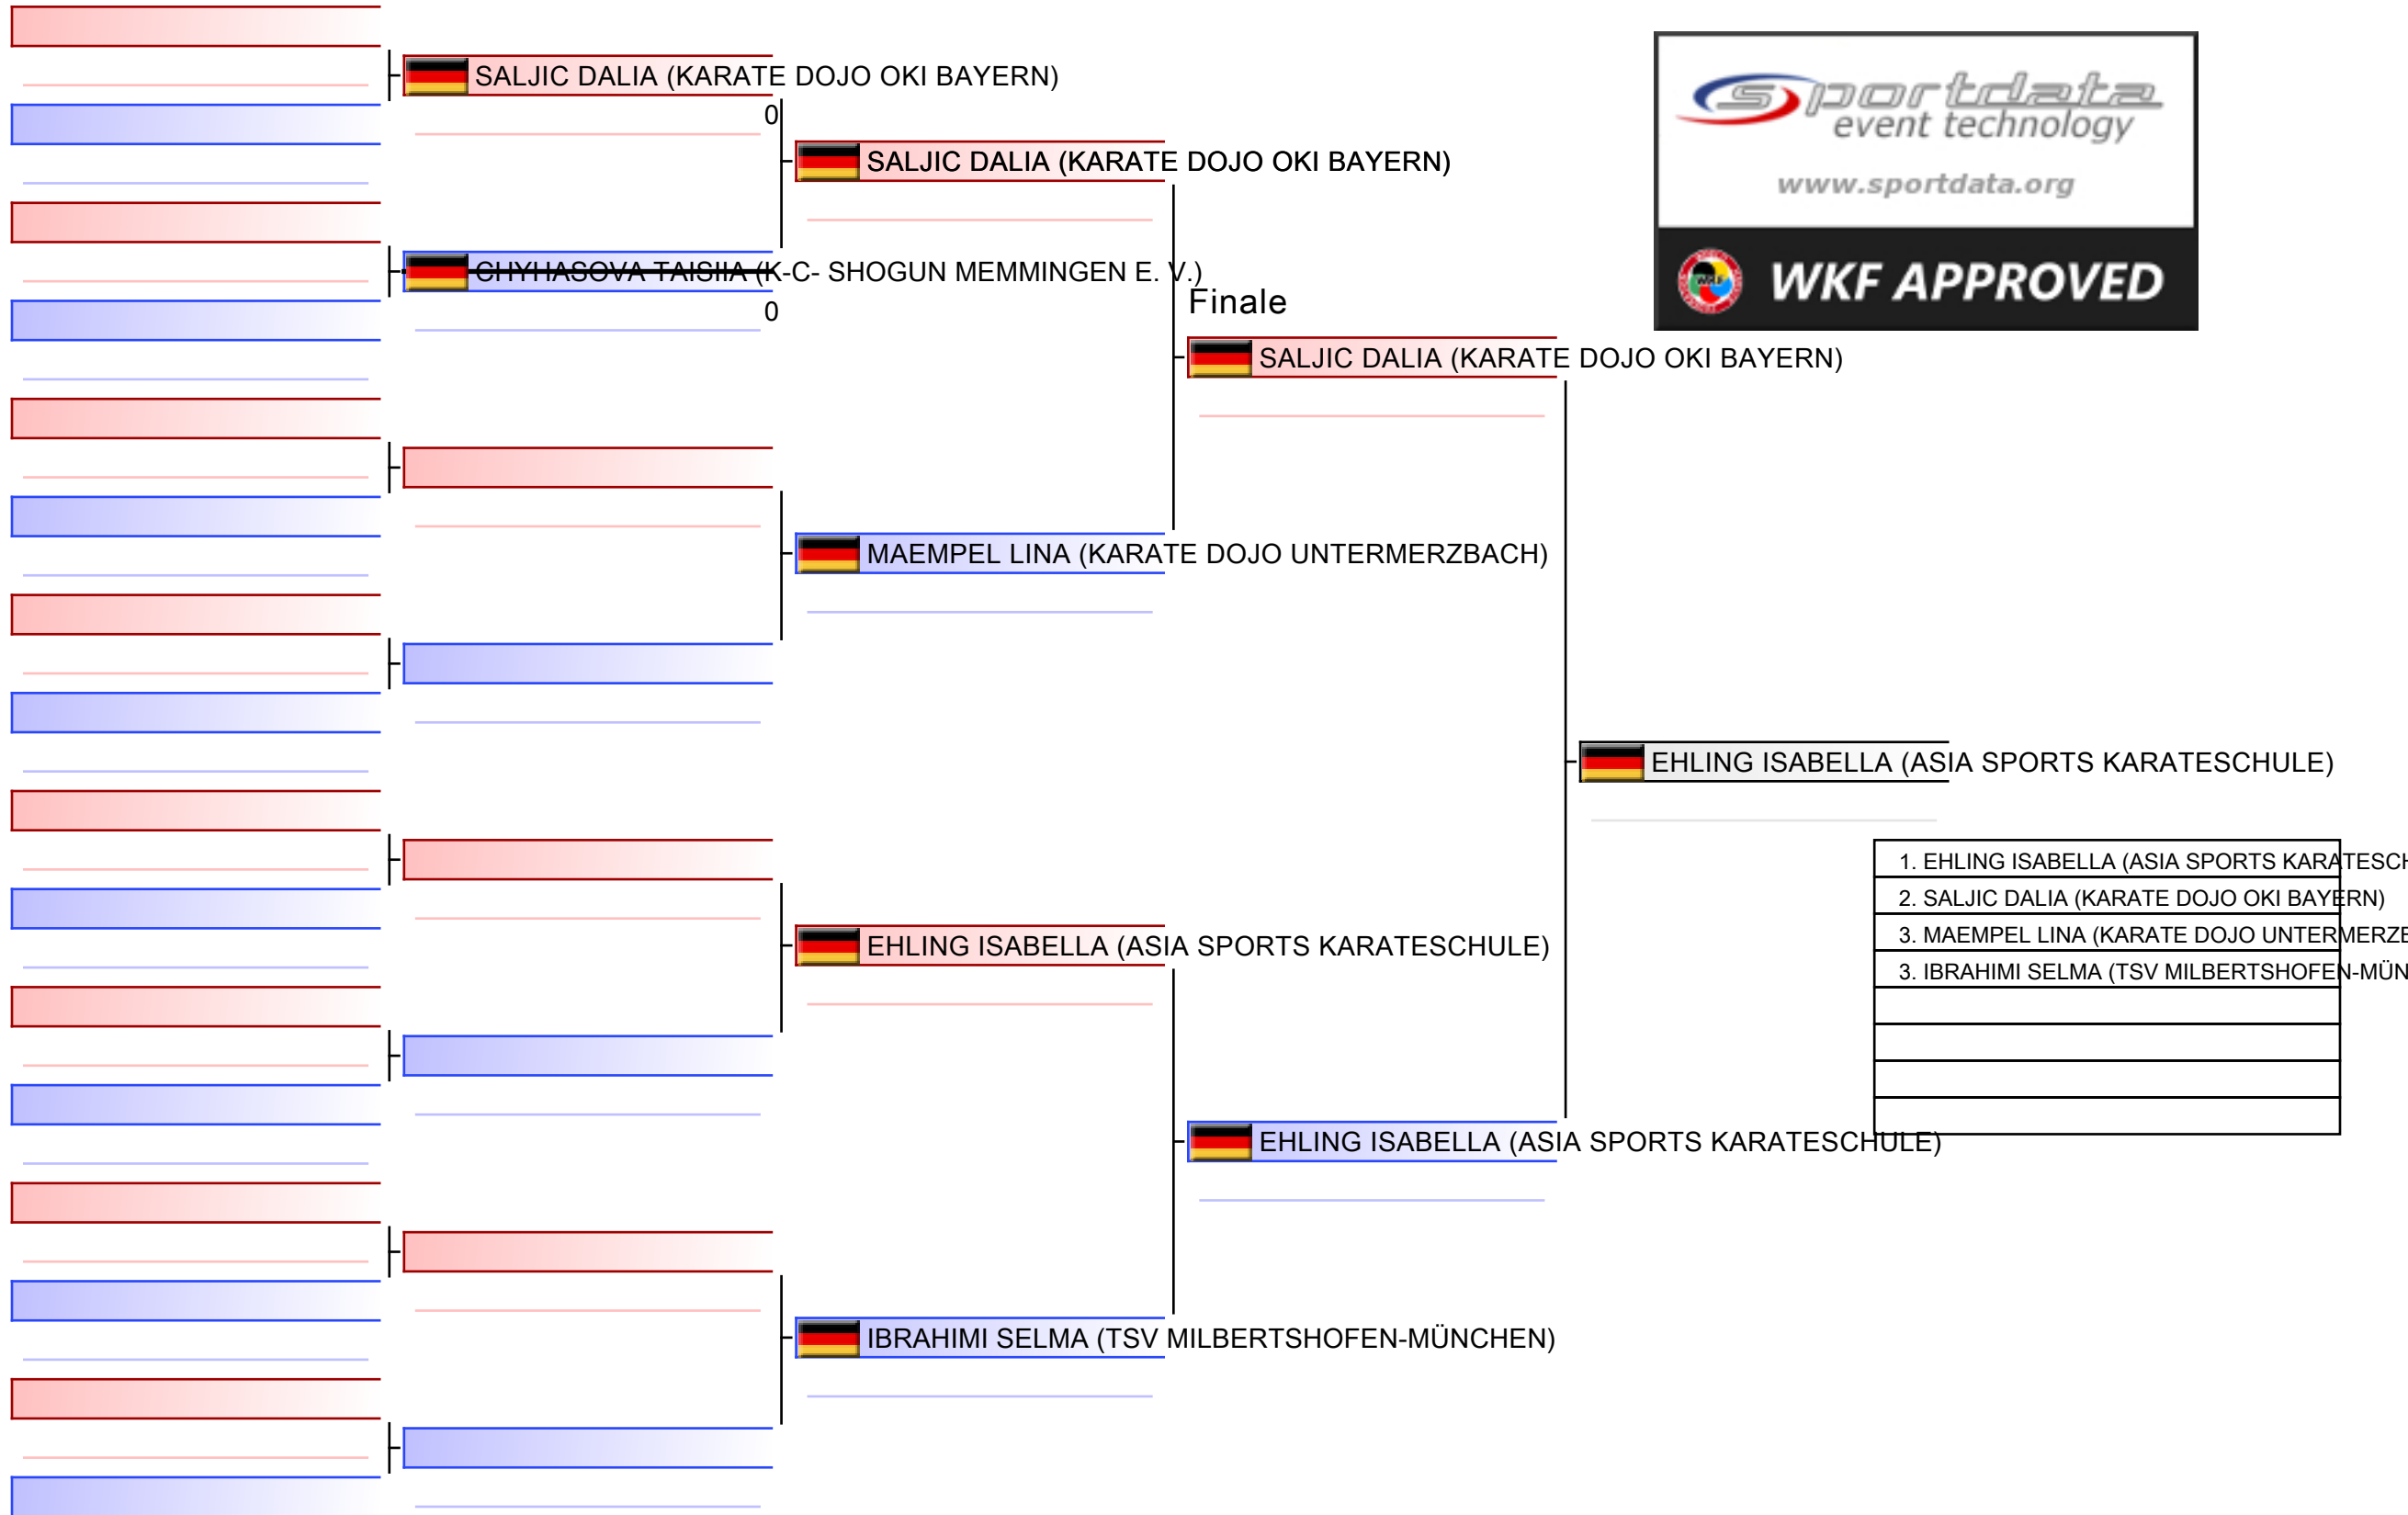 SALJIC DALIA (KARATE DOJO OKI BAYERN)
0
SALJIC DALIA (KARATE DOJO OKI BAYERN)
CHYHASOVA TAISIIA (K-C- SHOGUN MEMMINGEN E. V.)
0
Finale
SALJIC DALIA (KARATE DOJO OKI BAYERN)
MAEMPEL LINA (KARATE DOJO UNTERMERZBACH)
EHLING ISABELLA (ASIA SPORTS KARATESCHULE)
EHLING ISABELLA (ASIA SPORTS KARATESCHULE)
EHLING ISABELLA (ASIA SPORTS KARATESCHULE)
IBRAHIMI SELMA (TSV MILBERTSHOFEN-MÜNCHEN)
sportdata
event technology
www.sportdata.org
WKF
WKF APPROVED
1. EHLING ISABELLA (ASIA SPORTS KARATESCH
2. SALJIC DALIA (KARATE DOJO OKI BAYERN)
3. MAEMPEL LINA (KARATE DOJO UNTERMERZB
3. IBRAHIMI SELMA (TSV MILBERTSHOFEN-MÜN